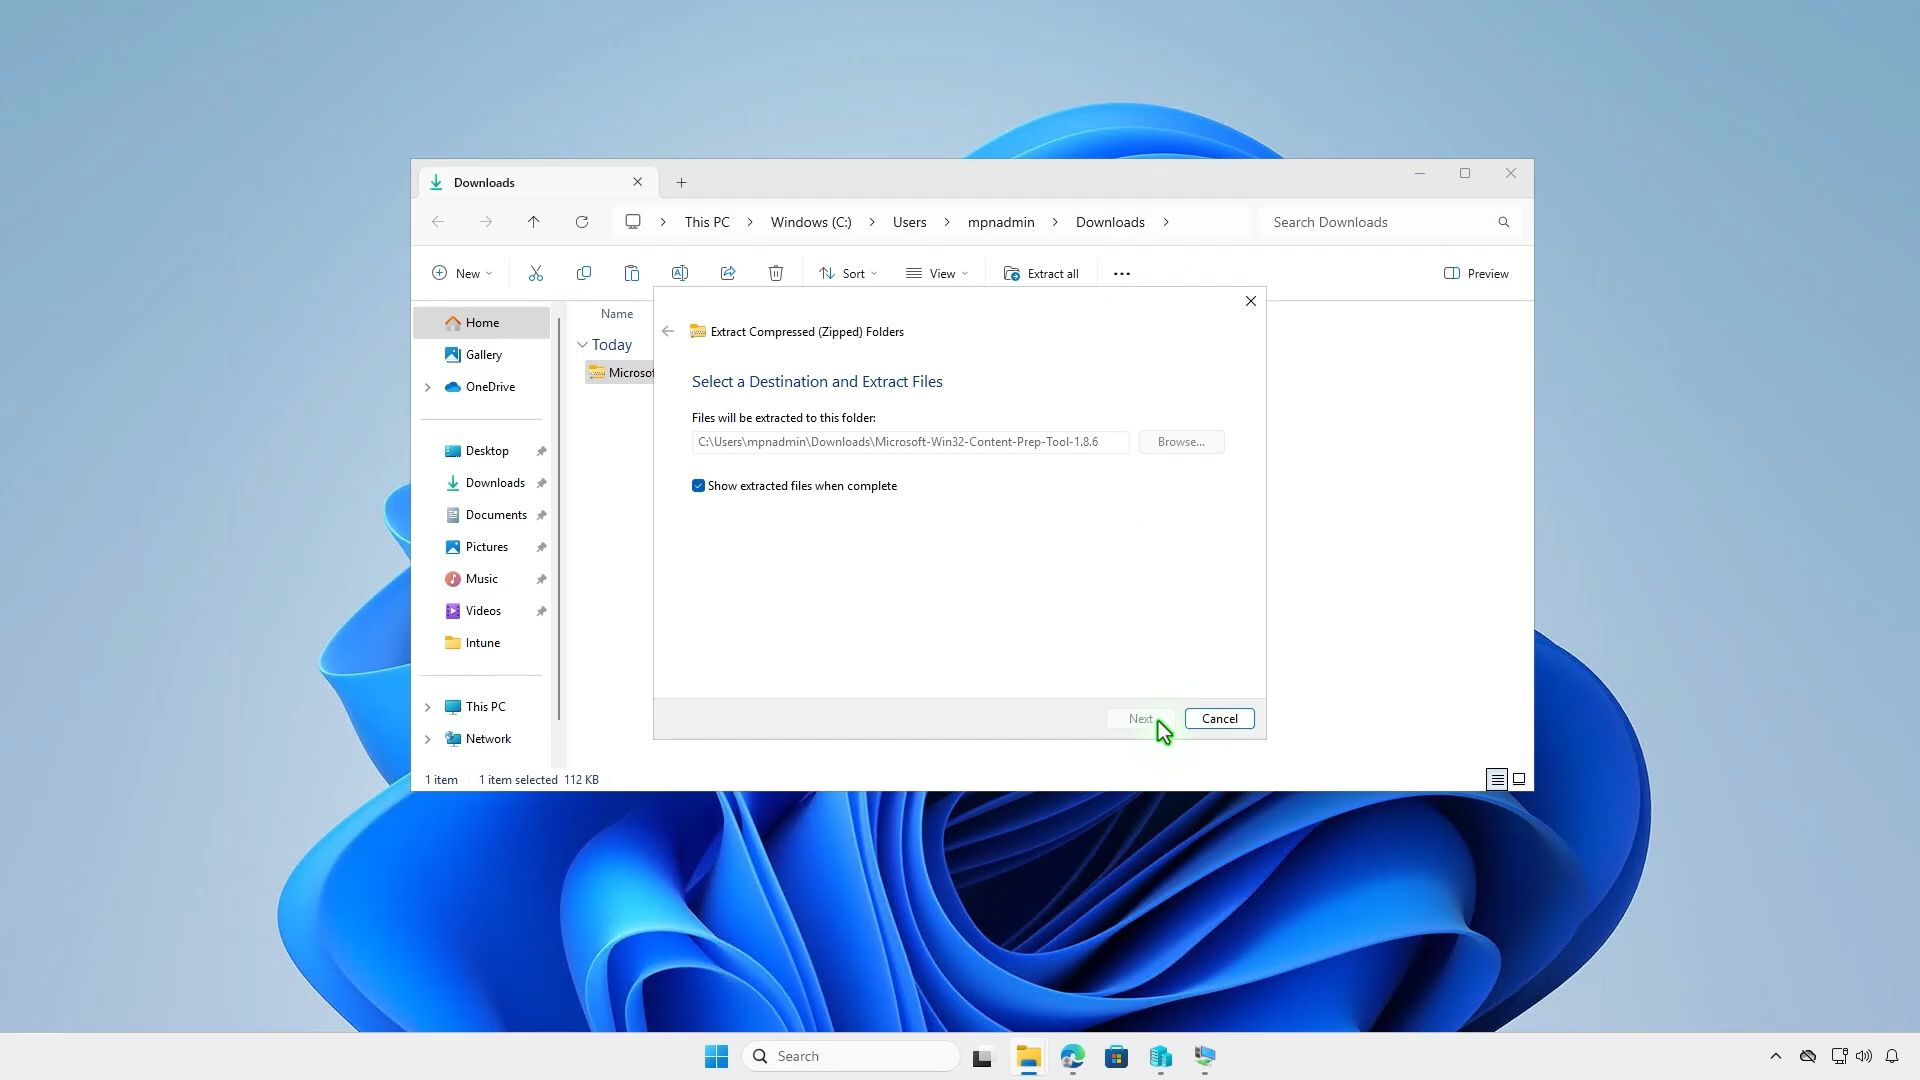 Downloads
This PC
Windows (C:)
Users
mpnadmin
Downloads
Search Downloads
New
Sort
View
Extract all
Preview
Home
Gallery
OneDrive
Desktop
Downloads
Documents
Pictures
Music
Videos
Intune
This PC
Network
Name
Today
Microsof
Extract Compressed (Zipped) Folders
Select a Destination and Extract Files
Files will be extracted to this folder:
C:\Users\mpnadmin\Downloads\Microsoft-Win32-Content-Prep-Tool-1.8.6
Browse...
Show extracted files when complete
Next
Cancel
1 item
1 item selected 112 KB
Search